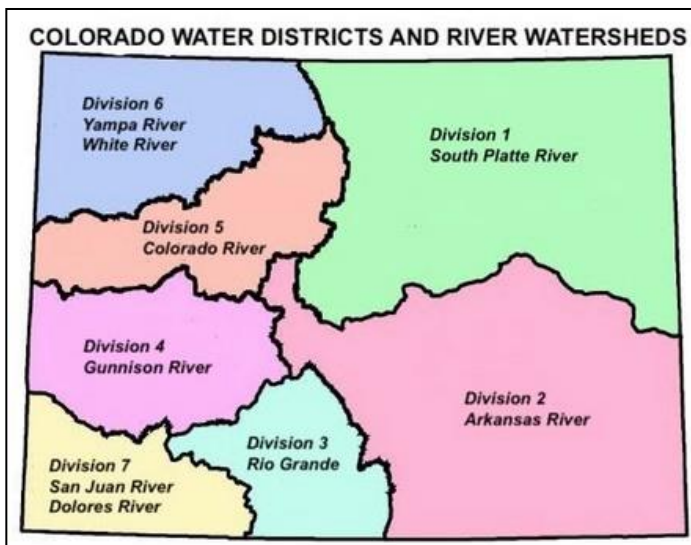 COLORADO WATER DISTRICTS AND RIVER WATERSHEDS
Division 6
Yampa River
White River
Division 1
South Platte River
Division 5
Colorado River
Division 4
Gunnison River
Division 2
Arkansas River
Division 3
Rio Grande
Division 7
San Juan River
Dolores River